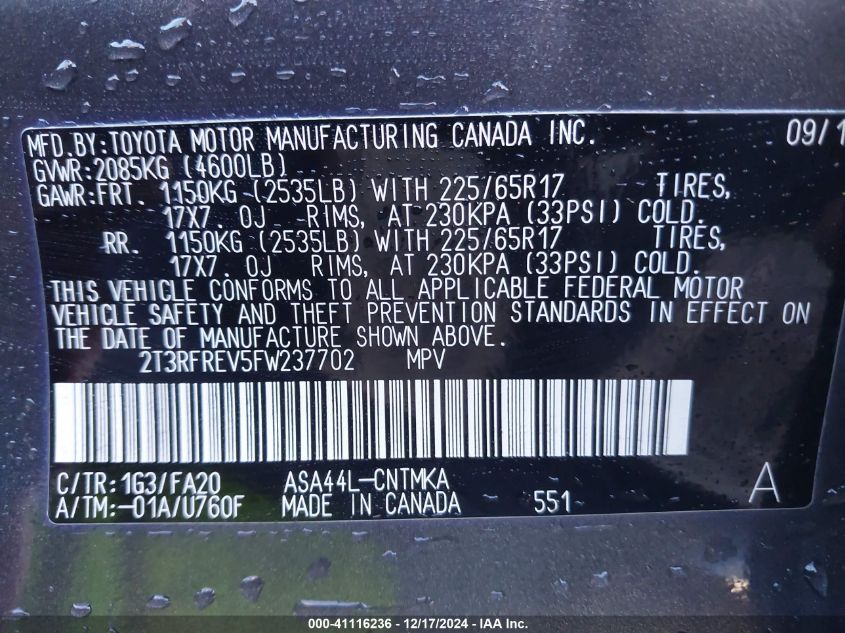 MFD.BY:TOYOTA MOTOR MANUFACTURING CANADA INC. 09/1
GVWR:2085KG (4600LB)
GAWR:FRT. 1150KG (2535LB) WITH 225/65R17 TIRES,
17X7. 0J RIMS, AT 230KPA (33PSI) COLD.
RR. 1150KG (2535LB) WITH 225/65R17 TIRES,
17X7. 0J RIMS, AT 230KPA (33PSI) COLD.
THIS VEHICLE CONFORMS TO ALL APPLICABLE FEDERAL MOTOR
VEHICLE SAFETY AND THEFT PREVENTION STANDARDS IN EFFECT ON
THE DATE OF MANUFACTURE SHOWN ABOVE.
2T3RFREV5FW237702 MPV
C/TR:1G3/FA20 ASA44L-CNTMKA A
A/TM:-01A/U760F MADE IN CANADA 551
000-41116236 - 12/17/2024 - IAA Inc.